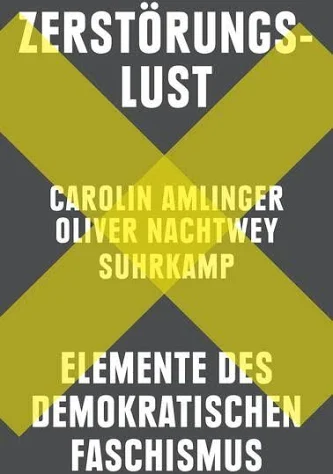 ZERSTÖRUNGS-
LUST
CAROLIN AMLINGER
OLIVER NACHTWEY
SUHRKAMP
ELEMENTE DES
DEMOKRATISCHEN
FASCHISMUS